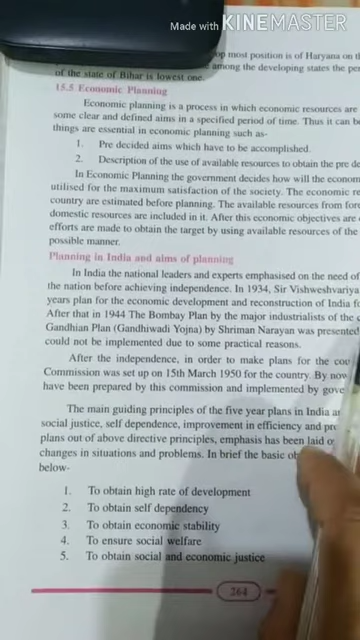 Made with KINEMASTER
top most position is of Haryana on th
among the developing states the per
of the state of Bihar is lowest one.
15.5 Economic Planning
Economic planning is a process in which economic resources are
some clear and defined aims in a specified period of time. Thus it can be
things are essential in economic planning such as-
1. Pre decided aims which have to be accomplished.
2. Description of the use of available resources to obtain the pre de
In Economic Planning the government decides how will the econom
utilised for the maximum satisfaction of the society. The economic re
country are estimated before planning. The available resources from fore
domestic resources are included in it. After this economic objectives are
efforts are made to obtain the target by using available resources of the
possible manner.
Planning in India and aims of planning
In India the national leaders and experts emphasised on the need of
the nation before achieving independence. In 1934, Sir Vishweshvariya
years plan for the economic development and reconstruction of India fo
After that in 1944 The Bombay Plan by the major industrialists of the c
Gandhian Plan (Gandhiwadi Yojna) by Shriman Narayan was presented
could not be implemented due to some practical reasons.
After the independence, in order to make plans for the cou
Commission was set up on 15th March 1950 for the country. By now
have been prepared by this commission and implemented by gove
The main guiding principles of the five year plans in India ar
social justice, self dependence, improvement in efficiency and pro
plans out of above directive principles, emphasis has been laid o
changes in situations and problems. In brief the basic ob
below-
1. To obtain high rate of development
2. To obtain self dependency
3. To obtain economic stability
4. To ensure social welfare
5. To obtain social and economic justice
264